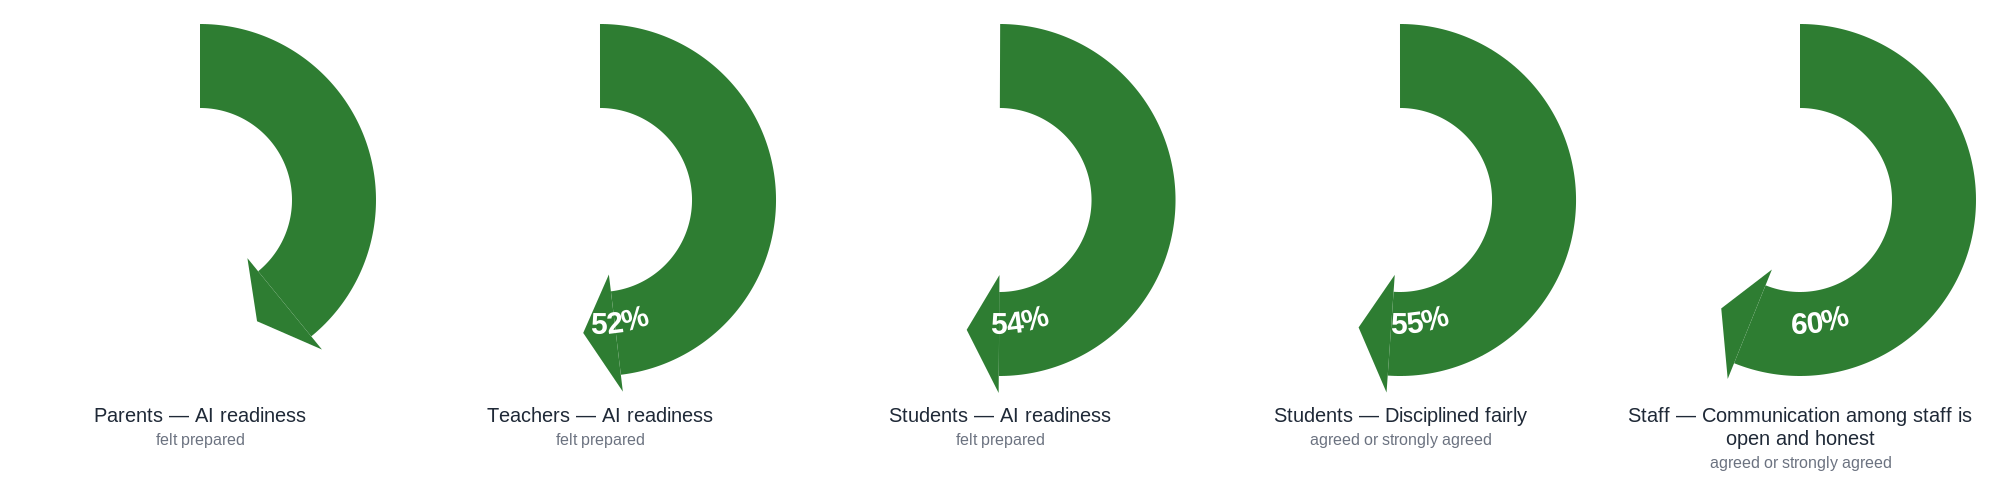 52%
54%
55%
60%
Parents — AI readiness
felt prepared
Teachers — AI readiness
felt prepared
Students — AI readiness
felt prepared
Students — Disciplined fairly
agreed or strongly agreed
Staff — Communication among staff is
open and honest
agreed or strongly agreed